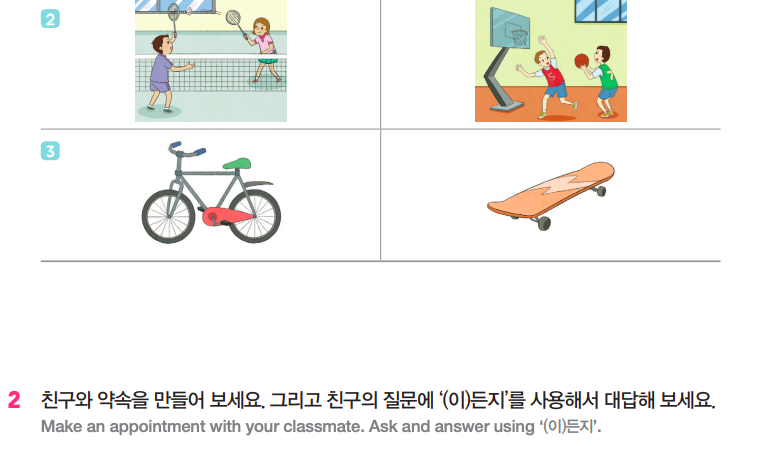 2
3
2 친구와 약속을 만들어 보세요. 그리고 친구의 질문에 ‘(이)든지’를 사용해서 대답해 보세요.
Make an appointment with your classmate. Ask and answer using ‘(이)든지’.